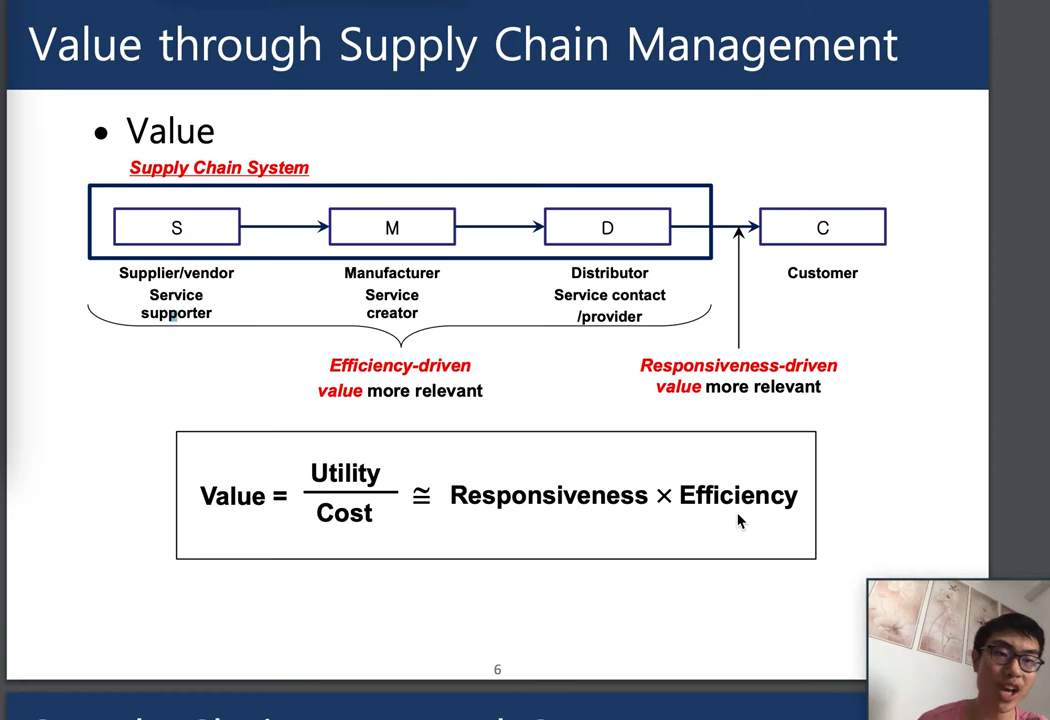 Value through Supply Chain Management
• Value
Supply Chain System
S
M
D
C
Supplier/vendor
Service
supporter
Manufacturer
Service
creator
Distributor
Service contact
/provider
Customer
Efficiency-driven
value more relevant
Responsiveness-driven
value more relevant
Value = Utility / Cost ≅ Responsiveness × Efficiency
6